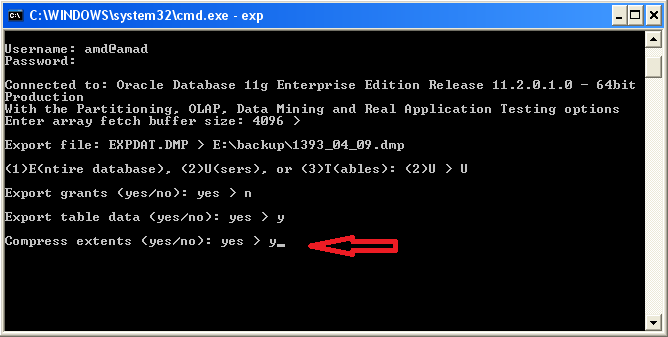 C:\WINDOWS\system32\cmd.exe - exp
Username: amd@amad
Password:
Connected to: Oracle Database 11g Enterprise Edition Release 11.2.0.1.0 - 64bit
Production
With the Partitioning, OLAP, Data Mining and Real Application Testing options
Enter array fetch buffer size: 4096 >
Export file: EXPDAT.DMP > E:\backup\1393_04_09.dmp
(1)E(ntire database), (2)U(sers), or (3)T(ables): (2)U > U
Export grants (yes/no): yes > n
Export table data (yes/no): yes > y
Compress extents (yes/no): yes > y_